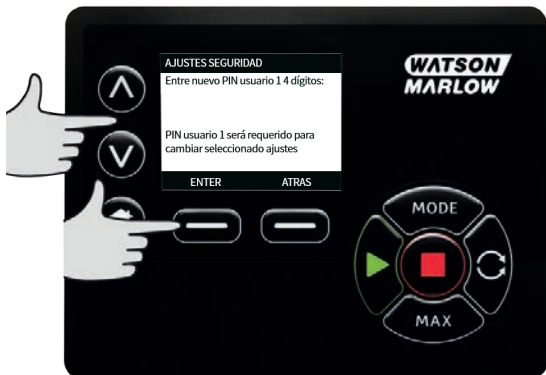 AJUSTES SEGURIDAD
Entre nuevo PIN usuario 1 4 dígitos:
PIN usuario 1 será requerido para
cambiar seleccionado ajustes
ENTER ATRAS
WATSON
MARLOW
MODE
MAX